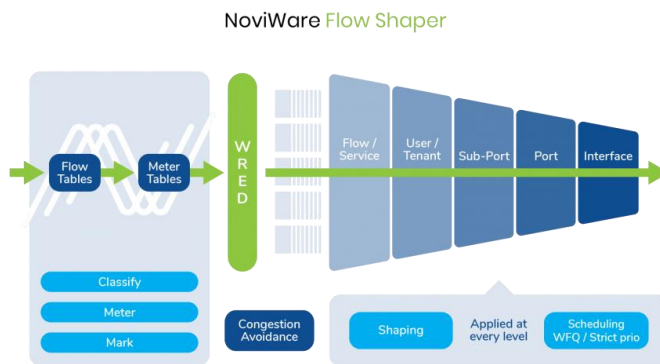 NoviWare Flow Shaper
Flow
Tables
Meter
Tables
W
R
E
D
Flow /
Service
User /
Tenant
Sub-Port
Port
Interface
Classify
Meter
Mark
Congestion
Avoidance
Shaping
Applied at
every level
Scheduling
WFQ / Strict prio